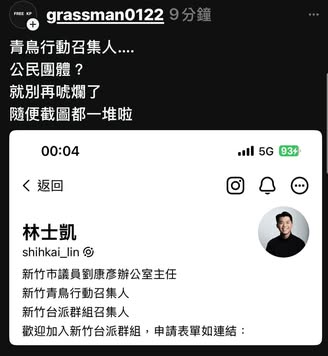 FREE KP
grassman0122 9分鐘
青鳥行動召集人....
公民團體？
就別再唬爛了
隨便截圖都一堆啦
00:04 5G 93
返回
林士凱
shihkai_lin
新竹市議員劉康彥辦公室主任
新竹青鳥行動召集人
新竹台派群組召集人
歡迎加入新竹台派群組，申請表單如連結：